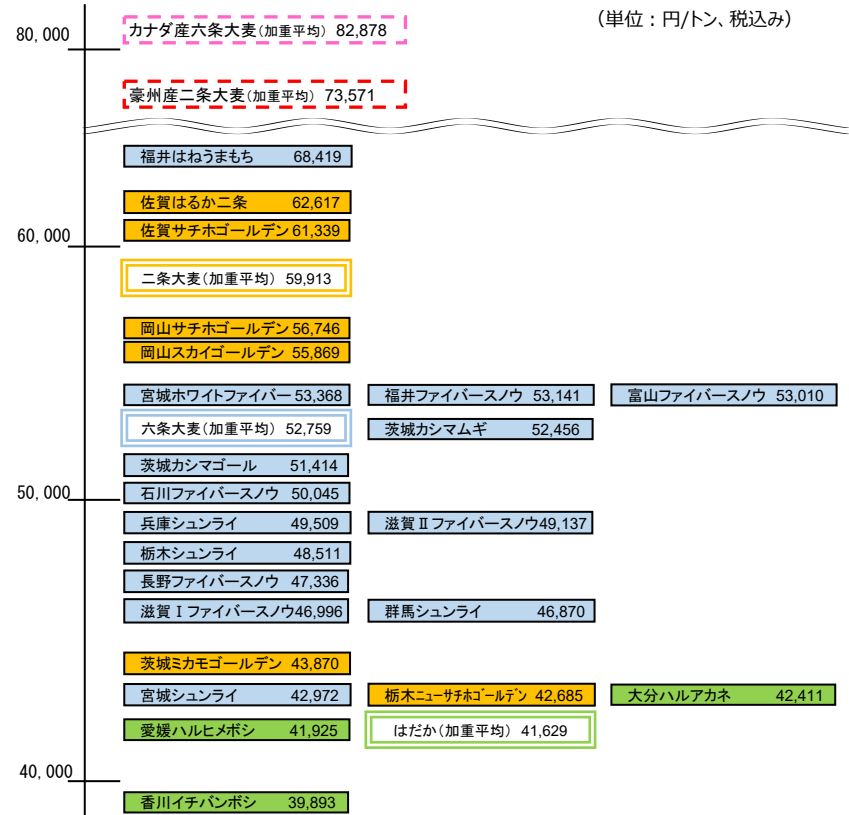 (単位：円/トン、税込み)
80,000
カナダ産六条大麦(加重平均) 82,878
豪州産二条大麦(加重平均) 73,571
福井はねうまもち 68,419
佐賀はるか二条 62,617
佐賀サチホゴールデン 61,339
60,000
二条大麦(加重平均) 59,913
岡山サチホゴールデン 56,746
岡山スカイゴールデン 55,869
宮城ホワイトファイバー 53,368 福井ファイバースノウ 53,141 富山ファイバースノウ 53,010
六条大麦(加重平均) 52,759 茨城カシマムギ 52,456
茨城カシマゴール 51,414
50,000
石川ファイバースノウ 50,045
兵庫シュンライ 49,509 滋賀Ⅱファイバースノウ49,137
栃木シュンライ 48,511
長野ファイバースノウ 47,336
滋賀Ⅰファイバースノウ46,996 群馬シュンライ 46,870
茨城ミカモゴールデン 43,870
宮城シュンライ 42,972 栃木ニューサチホゴールデン 42,685 大分ハルアカネ 42,411
愛媛ハルヒメボシ 41,925 はだか(加重平均) 41,629
40,000
香川イチバンボシ 39,893